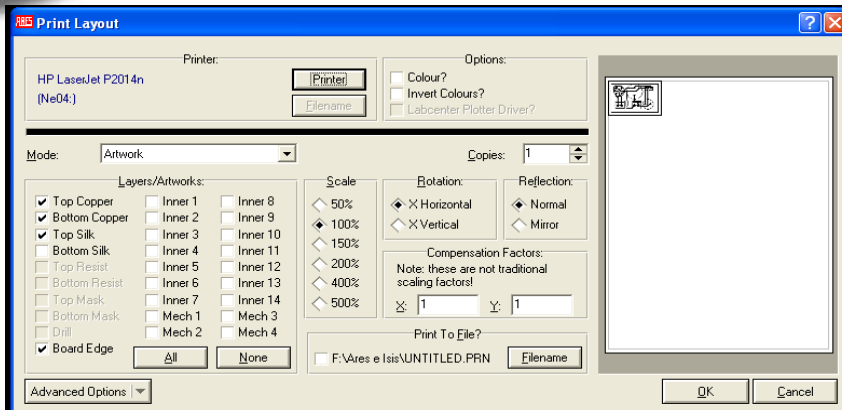 ARES Print Layout
Printer:
HP LaserJet P2014n
(Ne04:)
Printer
Filename
Options:
Colour?
Invert Colours?
Labcenter Plotter Driver?
Mode: Artwork
Copies: 1
Layers/Artworks:
Top Copper Inner 1 Inner 8
Bottom Copper Inner 2 Inner 9
Top Silk Inner 3 Inner 10
Bottom Silk Inner 4 Inner 11
Top Resist Inner 5 Inner 12
Bottom Resist Inner 6 Inner 13
Top Mask Inner 7 Inner 14
Bottom Mask Mech 1 Mech 3
Drill Mech 2 Mech 4
Board Edge All None
Scale
50%
100%
150%
200%
400%
500%
Rotation:
X Horizontal
X Vertical
Reflection:
Normal
Mirror
Compensation Factors:
Note: these are not traditional
scaling factors!
X: 1 Y: 1
Print To File?
F:\Ares e Isis\UNTITLED.PRN Filename
Advanced Options
OK Cancel